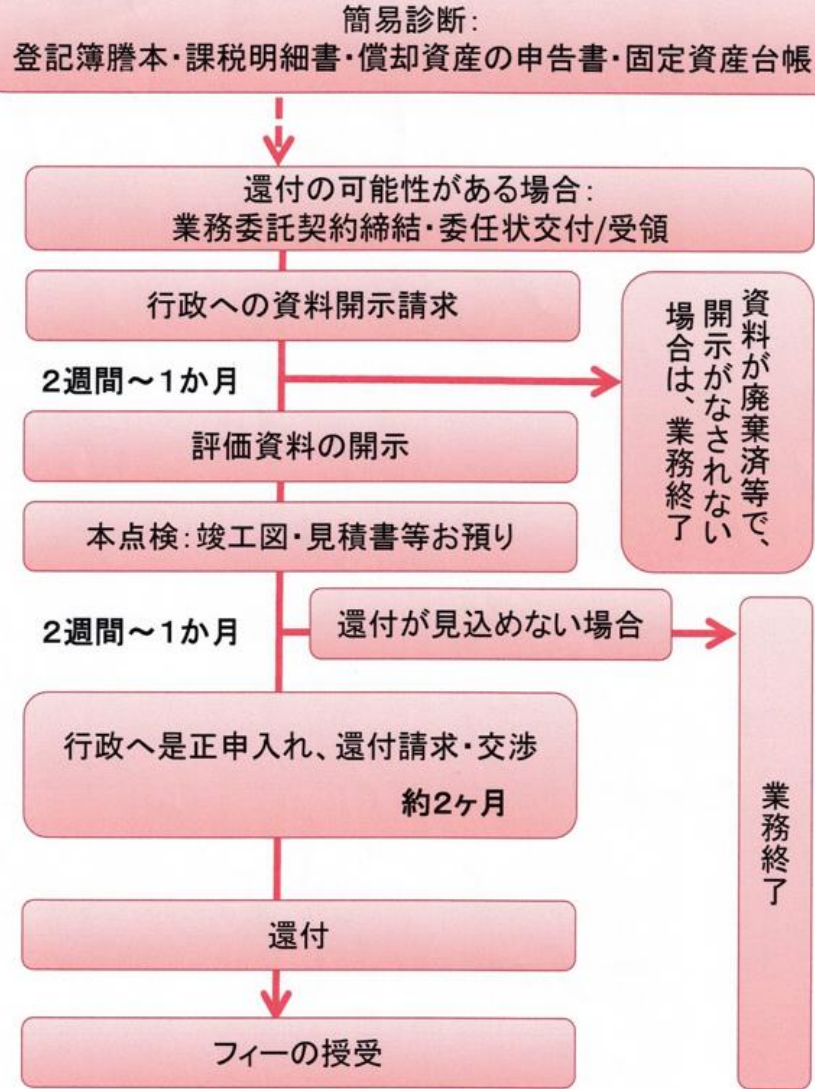 簡易診断:
登記簿謄本・課税明細書・償却資産の申告書・固定資産台帳
還付の可能性がある場合:
業務委託契約締結・委任状交付/受領
行政への資料開示請求
2週間～1か月
資料が廃棄済等で、
開示がなされない
場合は、業務終了
評価資料の開示
本点検:竣工図・見積書等お預り
2週間～1か月
還付が見込めない場合
行政へ是正申入れ、還付請求・交渉
約2ヶ月
業務終了
還付
フィーの授受